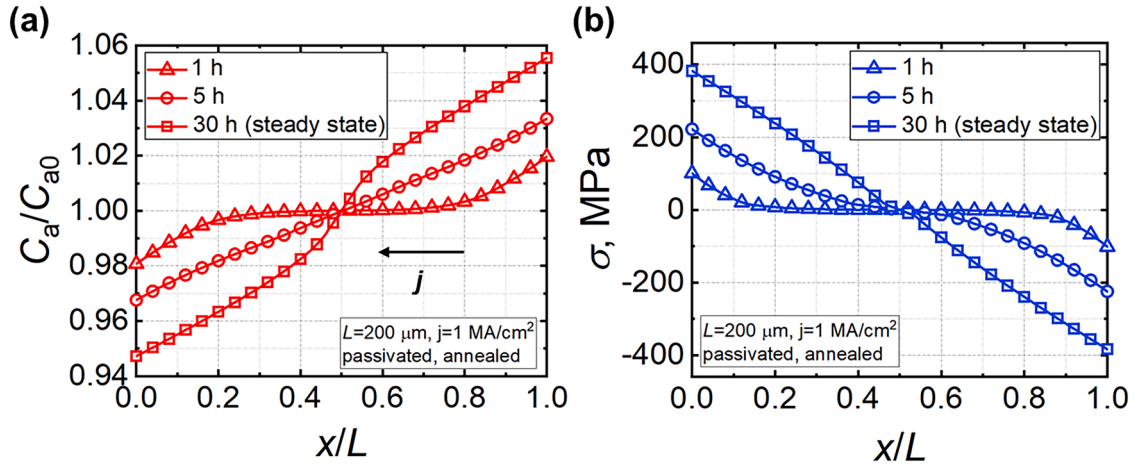 (a)
1.06
1.04
1.02
1.00
0.98
0.96
0.94
Ca/Ca0
1 h
5 h
30 h (steady state)
j
L=200 μm, j=1 MA/cm²
passivated, annealed
0.0 0.2 0.4 0.6 0.8 1.0
x/L
(b)
400
200
0
-200
-400
σ, MPa
1 h
5 h
30 h (steady state)
L=200 μm, j=1 MA/cm²
passivated, annealed
0.0 0.2 0.4 0.6 0.8 1.0
x/L